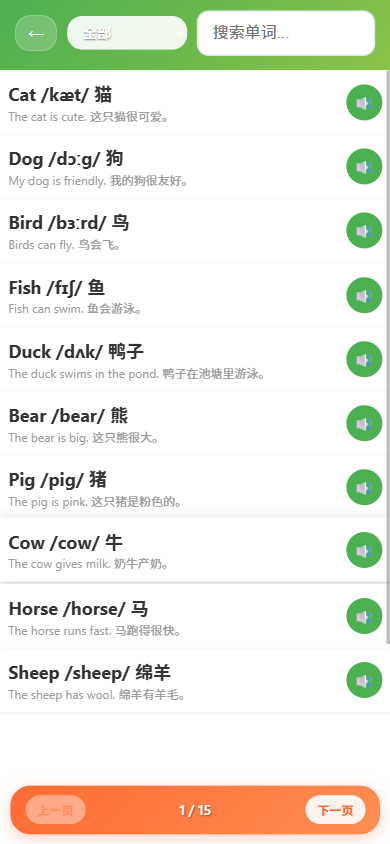 ←
全部
搜索单词...
Cat /kæt/ 猫
The cat is cute. 这只猫很可爱。
Dog /dɔːg/ 狗
My dog is friendly. 我的狗很友好。
Bird /bɜːrd/ 鸟
Birds can fly. 鸟会飞。
Fish /fɪʃ/ 鱼
Fish can swim. 鱼会游泳。
Duck /dʌk/ 鸭子
The duck swims in the pond. 鸭子在池塘里游泳。
Bear /bear/ 熊
The bear is big. 这只熊很大。
Pig /pig/ 猪
The pig is pink. 这只猪是粉色的。
Cow /cow/ 牛
The cow gives milk. 奶牛产奶。
Horse /horse/ 马
The horse runs fast. 马跑得很快。
Sheep /sheep/ 绵羊
The sheep has wool. 绵羊有羊毛。
上一页 1 / 15 下一页